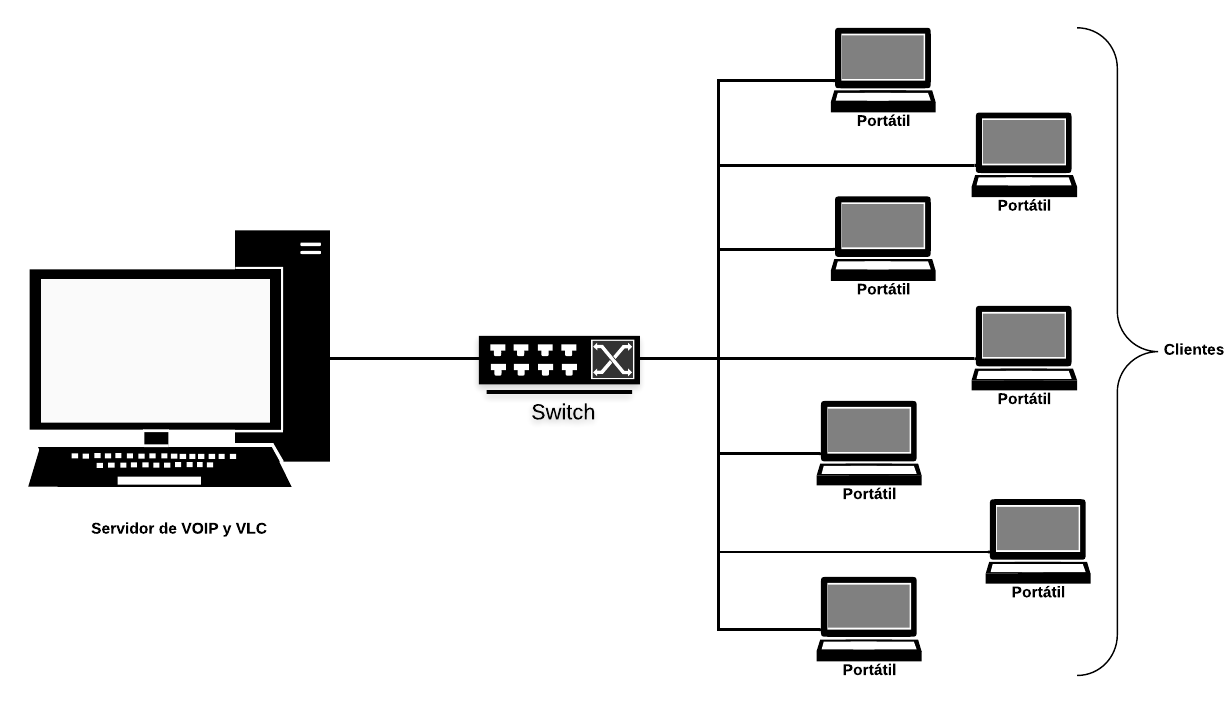 Portátil
Portátil
Portátil
Portátil
Clientes
Switch
Portátil
Servidor de VOIP y VLC
Portátil
Portátil